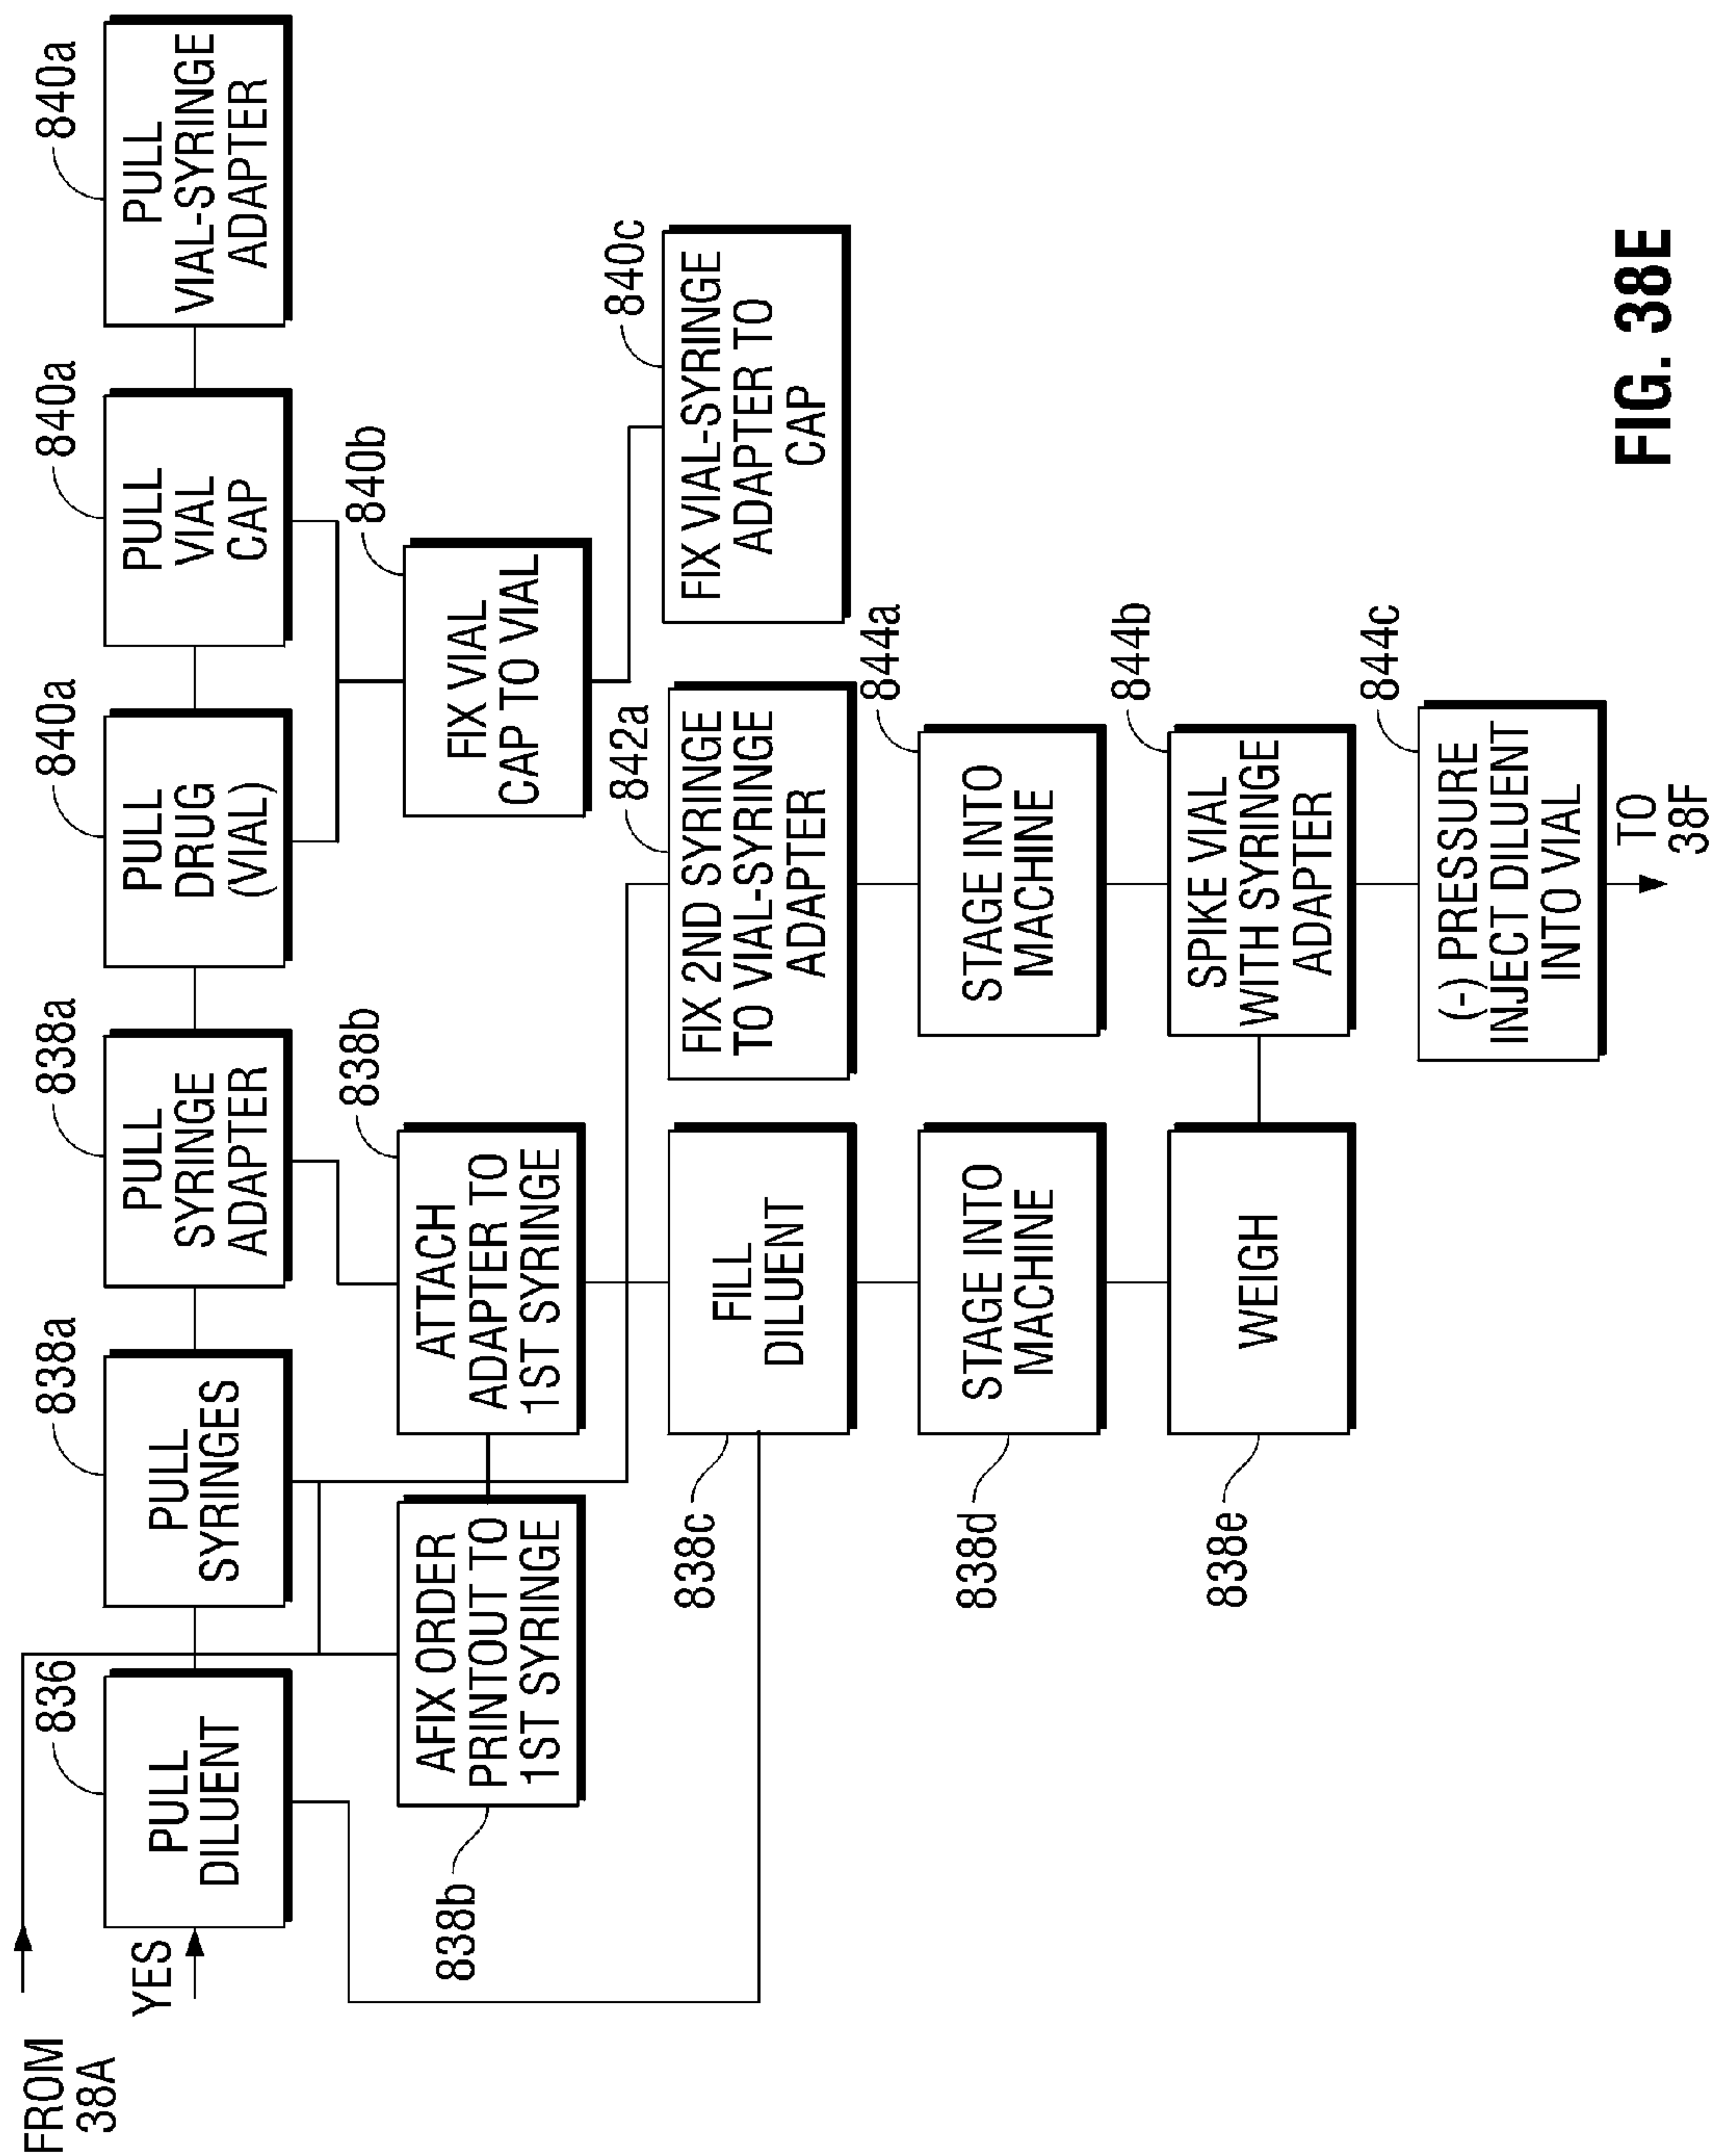 FROM
38A
YES
836
PULL
DILUENT
838a
PULL
SYRINGES
838a
PULL
SYRINGE
ADAPTER
840a
PULL
DRUG
(VIAL)
840a
PULL
VIAL
CAP
840a
PULL
VIAL-SYRINGE
ADAPTER
838b
AFIX ORDER
PRINTOUT TO
1ST SYRINGE
838b
ATTACH
ADAPTER TO
1ST SYRINGE
840b
FIX VIAL
CAP TO VIAL
838c
FILL
DILUENT
842a
FIX 2ND SYRINGE
TO VIAL-SYRINGE
ADAPTER
840c
FIX VIAL-SYRINGE
ADAPTER TO
CAP
838d
STAGE INTO
MACHINE
844a
STAGE INTO
MACHINE
838e
WEIGH
844b
SPIKE VIAL
WITH SYRINGE
ADAPTER
844c
(-) PRESSURE
INJECT DILUENT
INTO VIAL
TO
38F
FIG. 38E